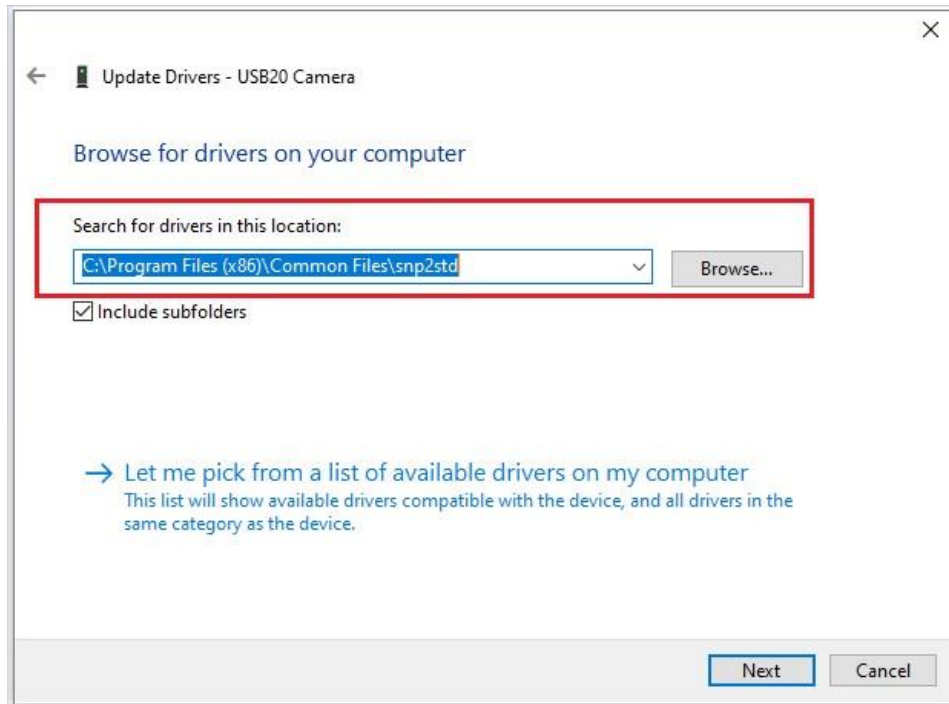 Update Drivers - USB20 Camera
Browse for drivers on your computer
Search for drivers in this location:
C:\Program Files (x86)\Common Files\snp2std
Browse...
Include subfolders
Let me pick from a list of available drivers on my computer
This list will show available drivers compatible with the device, and all drivers in the
same category as the device.
Next
Cancel